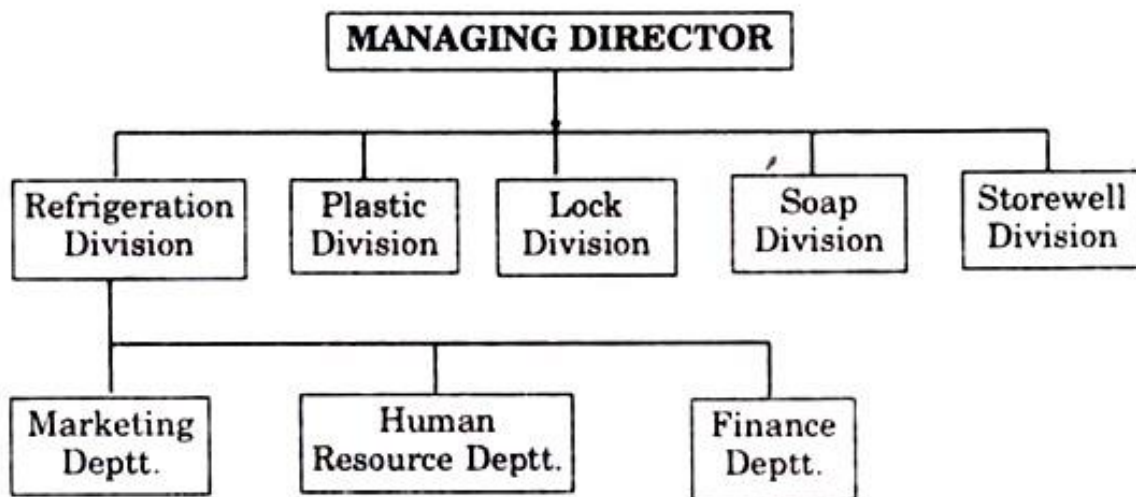 MANAGING DIRECTOR
Refrigeration
Division
Plastic
Division
Lock
Division
Soap
Division
Storewell
Division
Marketing
Deptt.
Human
Resource Deptt.
Finance
Deptt.